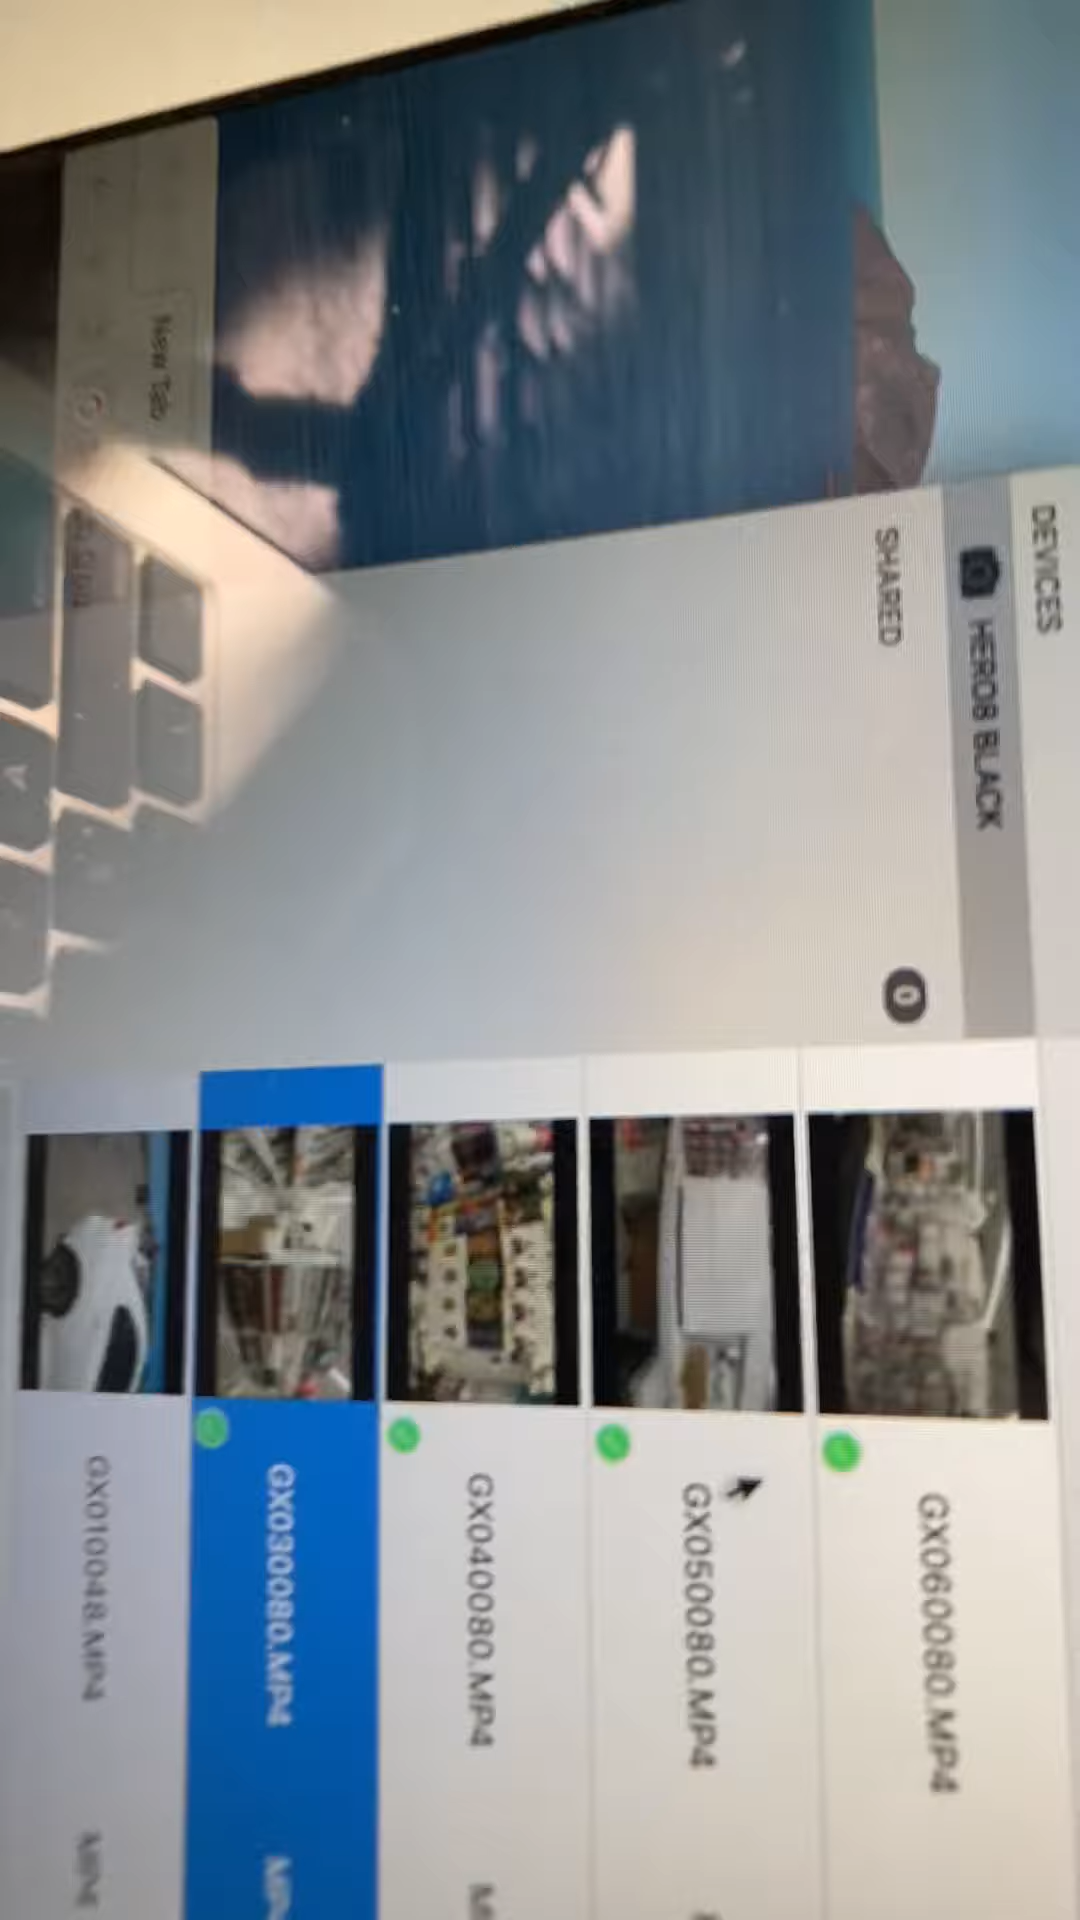 DEVICES
HERO8 BLACK
SHARED
0
GX060080.MP4
GX050080.MP4
GX040080.MP4
GX030080.MP4
GX010048.MP4
New Tab